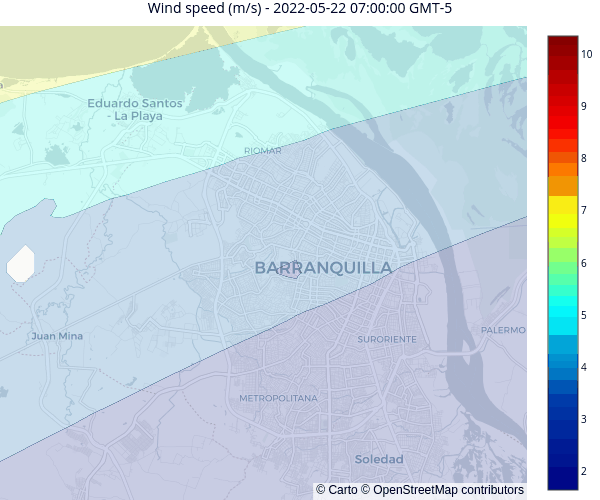 Wind speed (m/s) - 2022-05-22 07:00:00 GMT-5
10
9
8
7
6
5
4
3
2
Eduardo Santos
- La Playa
RIOMAR
BARRANQUILLA
Juan Mina
SURORIENTE
PALERMO
METROPOLITANA
Soledad
© Carto © OpenStreetMap contributors